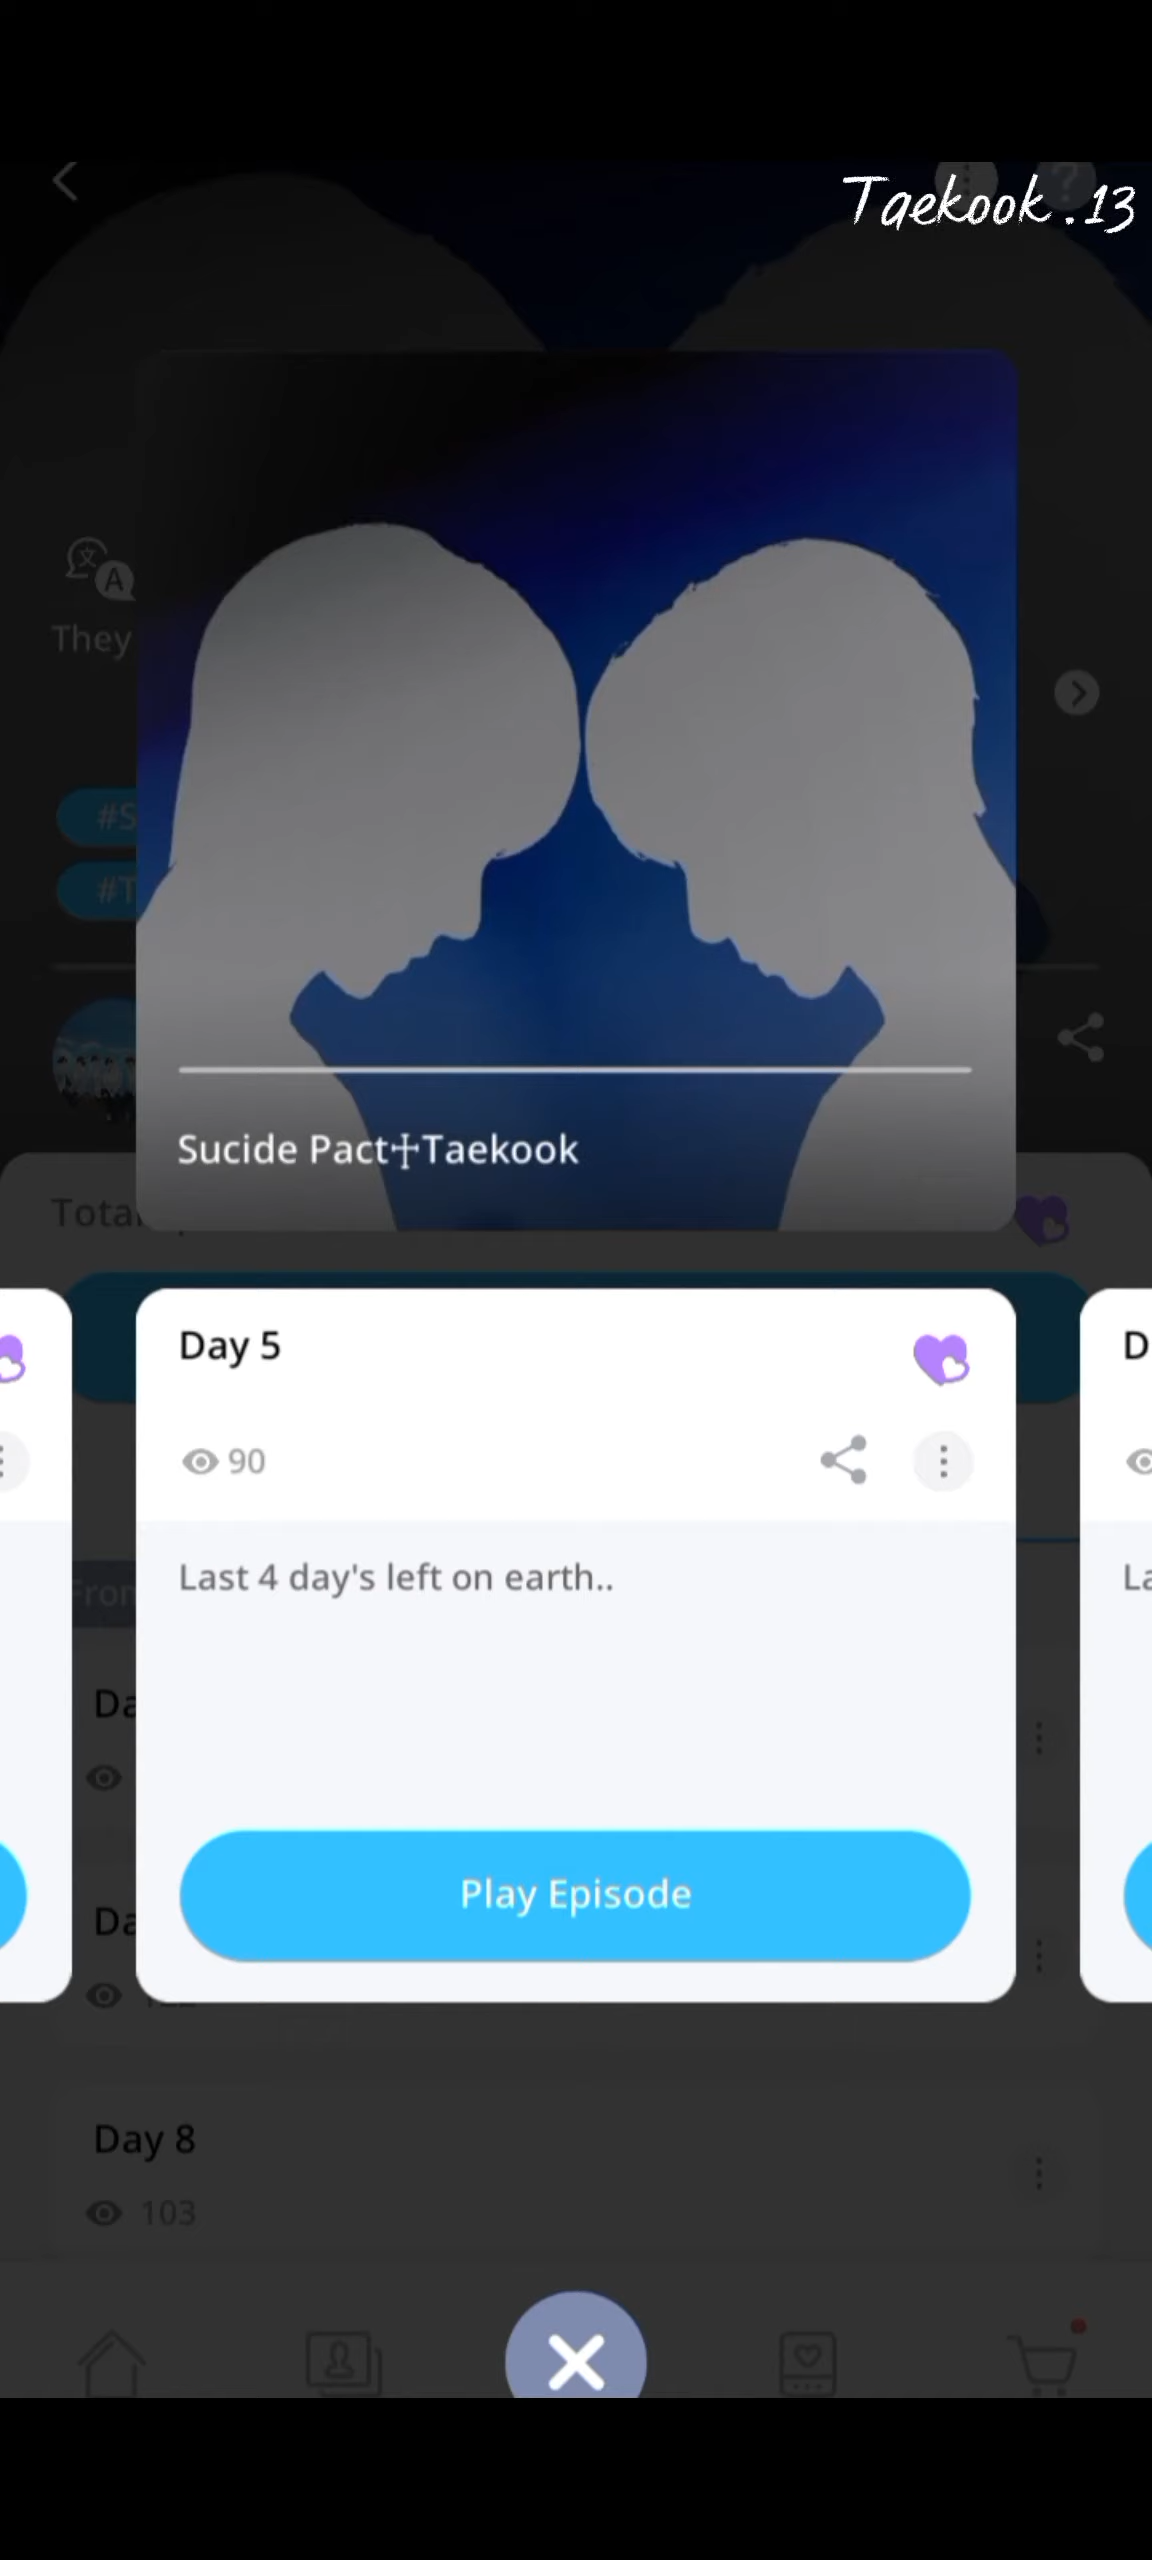 Taekook .13
They
#S
#T
Sucide Pact☩Taekook
Day 5
90
Last 4 day's left on earth..
Play Episode
Day 8
103